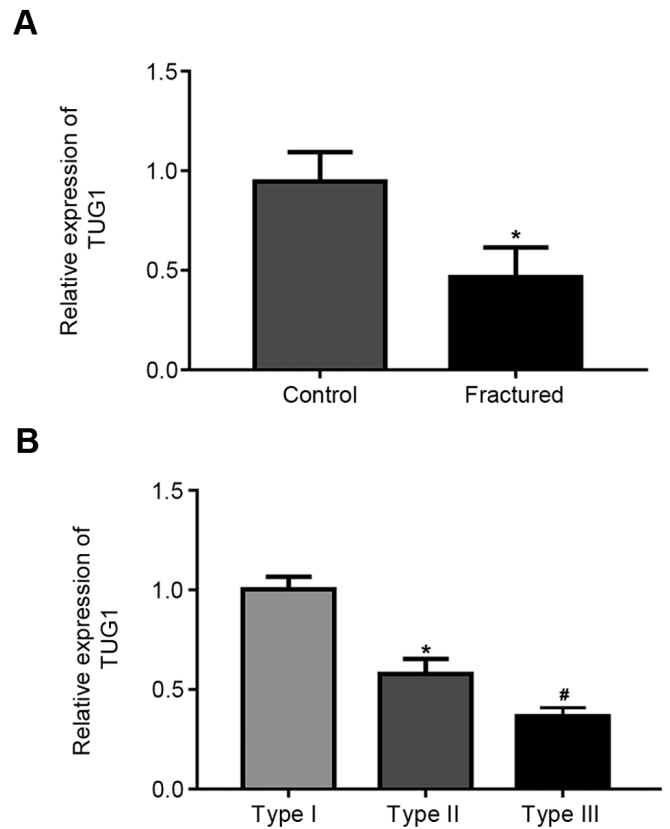 A
Relative expression of
TUG1
1.5
1.0
0.5
0.0
*
Control
Fractured
B
Relative expression of
TUG1
1.5
1.0
0.5
0.0
*
#
Type I
Type II
Type III